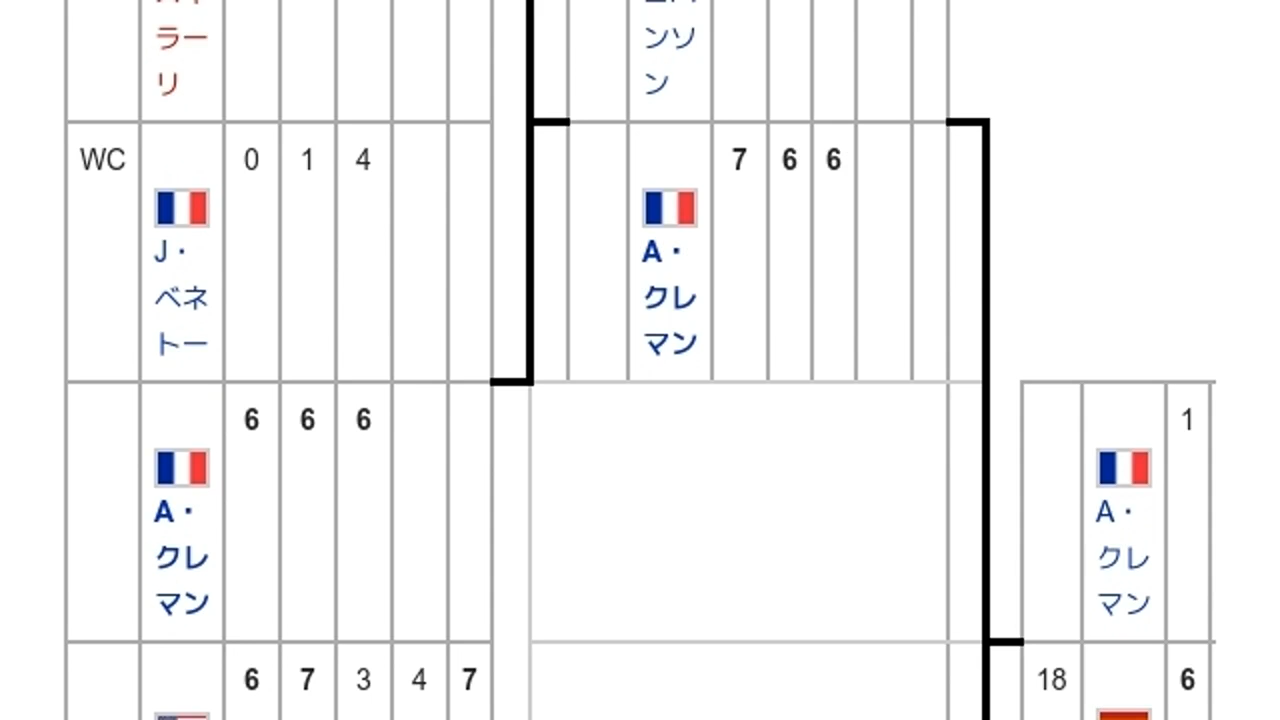 ラー
リ
ンソ
ン
WC 0 1 4
J・
ベネ
トー
7 6 6
A・
クレ
マン
6 6 6
A・
クレ
マン
1
A・
クレ
マン
6 7 3 4 7
18 6